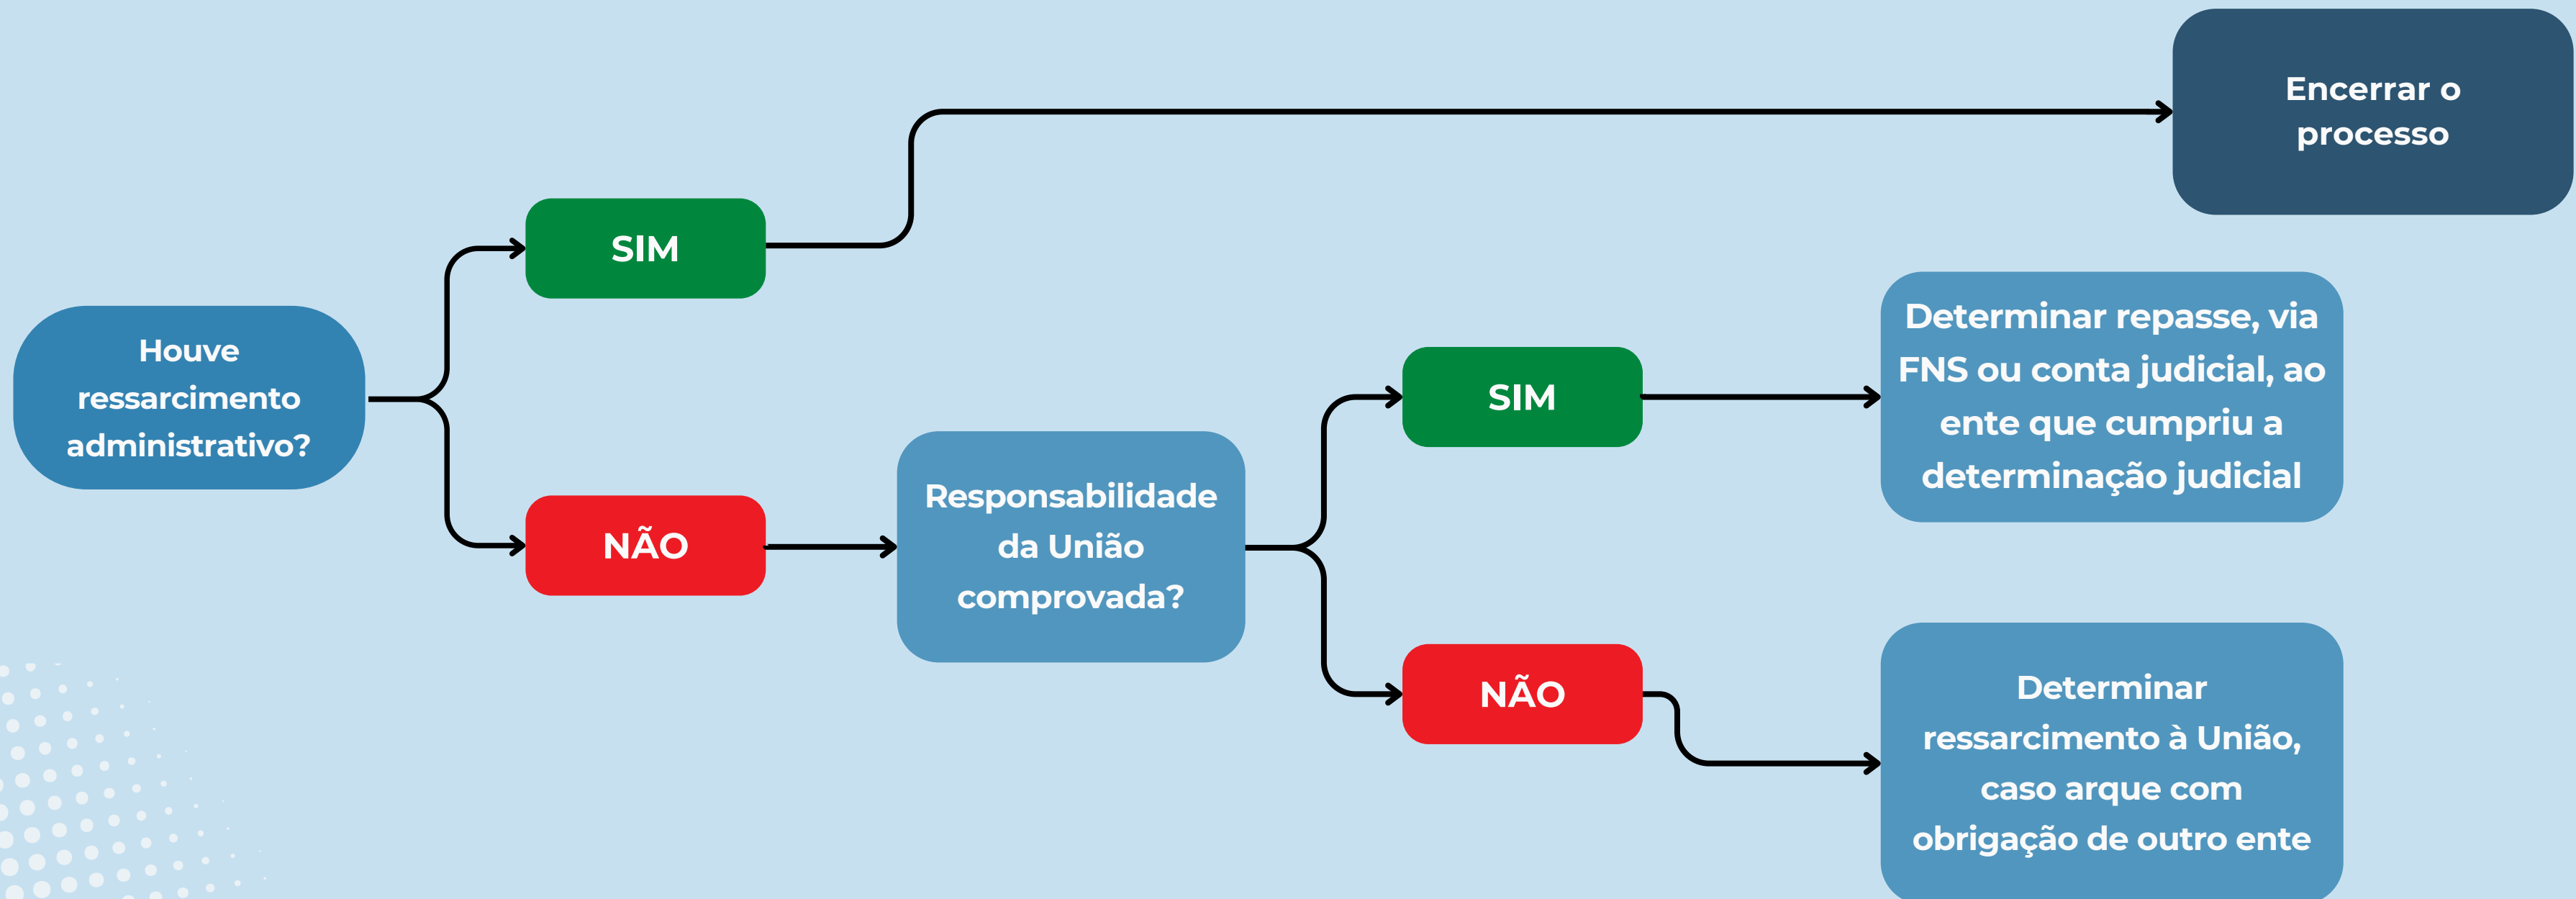 Houve
ressarcimento
administrativo?
SIM
Encerrar o
processo
NÃO
Responsabilidade
da União
comprovada?
SIM
Determinar repasse, via
FNS ou conta judicial, ao
ente que cumpriu a
determinação judicial
NÃO
Determinar
ressarcimento à União,
caso arque com
obrigação de outro ente